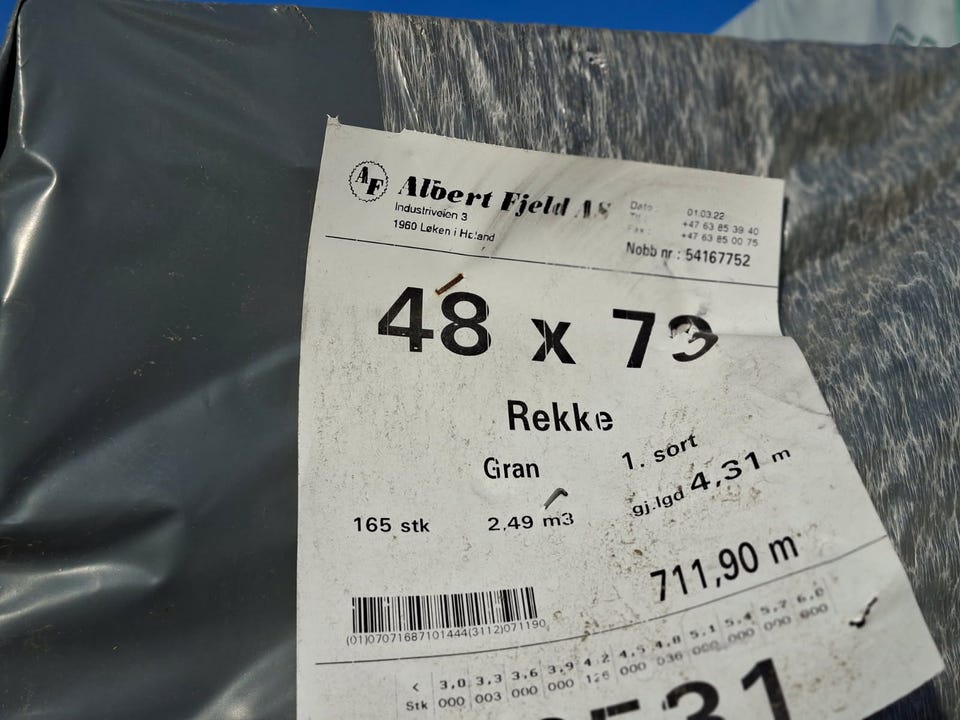 AF Albert Fjeld AS
Industriveien 3
1960 Løken i Høland
Dato : 01.03.22
Tlf : +47 63 85 39 40
Fax : +47 63 85 00 75
Nobb nr : 54167752
48 x 73
Rekke
Gran 1. sort
165 stk 2,49 m3 gj.lgd 4,31 m
711,90 m
(01)07071687101444(3112)071190
< 3,0 3,3 3,6 3,9 4,2 4,5 4,8 5,1 5,4 5,7 6,0
Stk 000 003 000 000 126 000 036 000 000 000 000